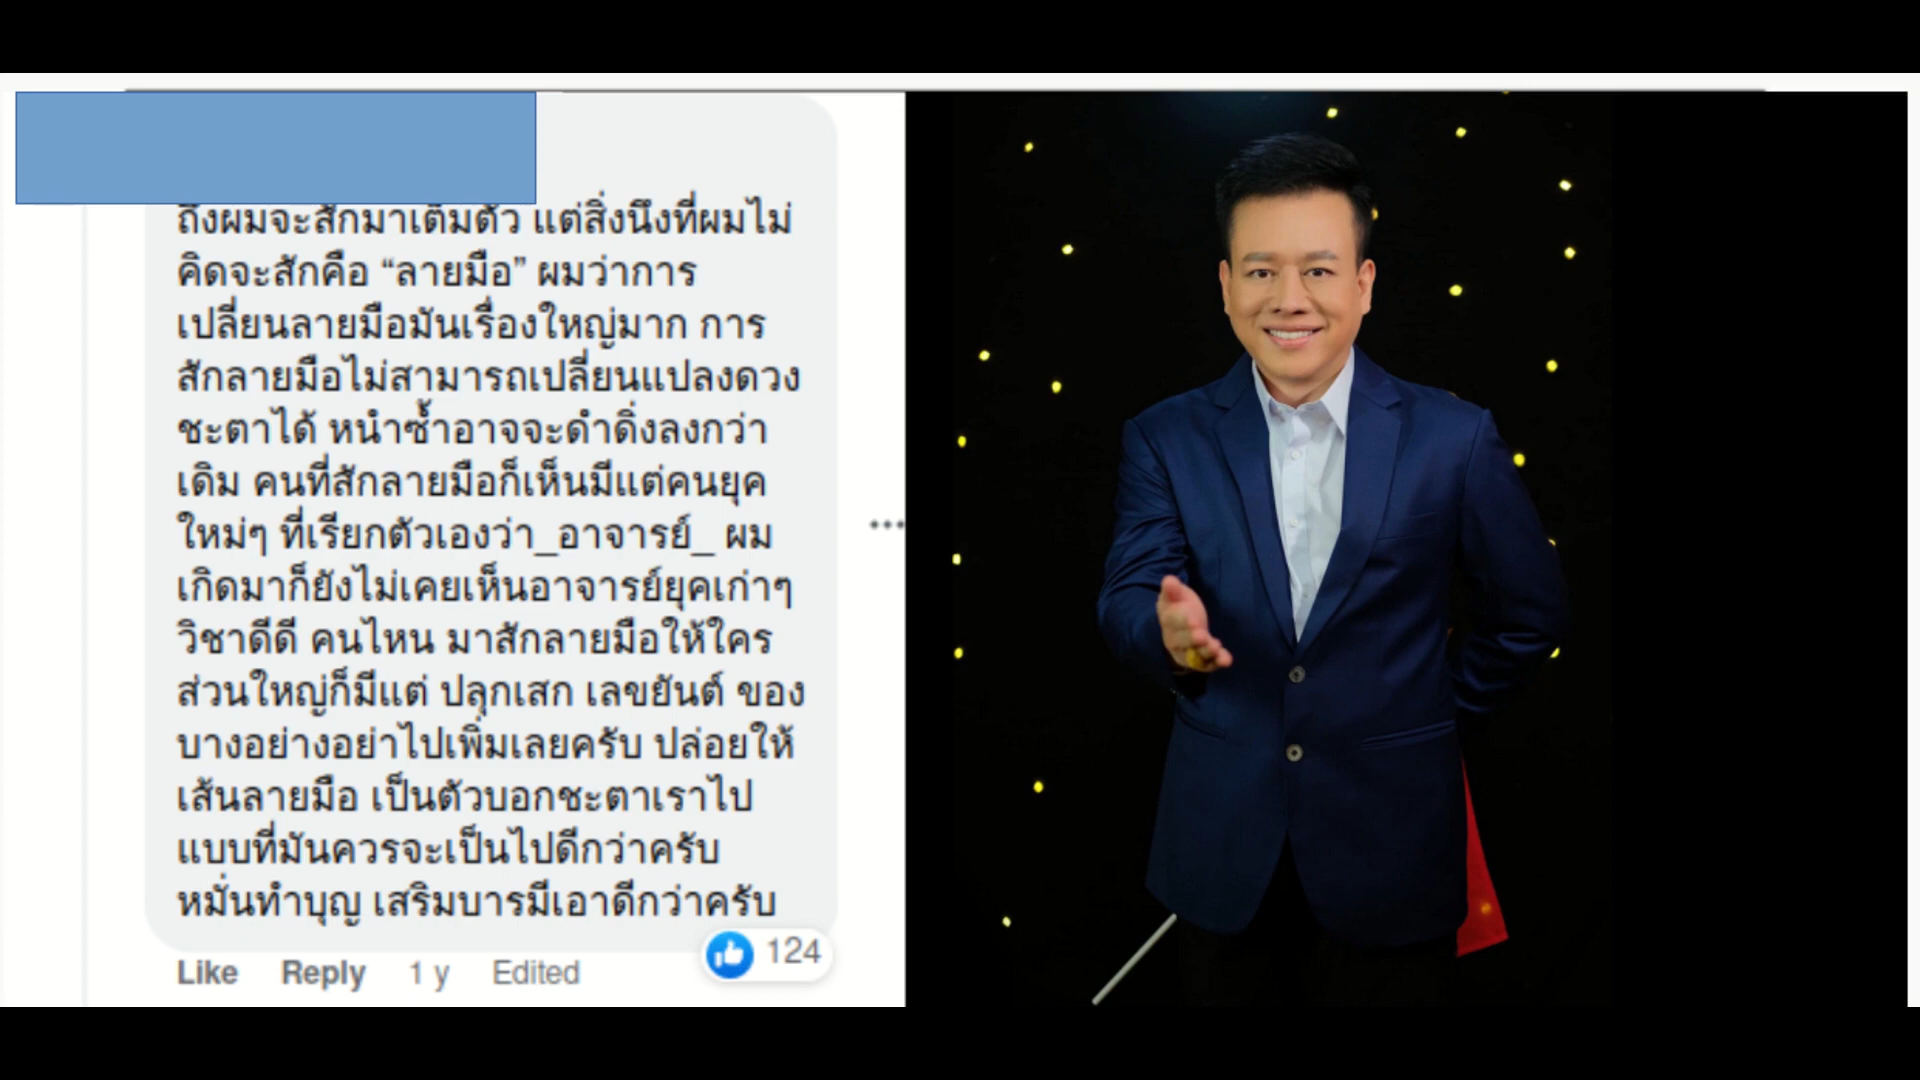 ถึงผมจะสักมาเต็มตัว แต่สิ่งนึงที่ผมไม่
คิดจะสักคือ “ลายมือ” ผมว่าการ
เปลี่ยนลายมือมันเรื่องใหญ่มาก การ
สักลายมือไม่สามารถเปลี่ยนแปลงดวง
ชะตาได้ หนำซ้ำอาจจะดำดิ่งลงกว่า
เดิม คนที่สักลายมือก็เห็นมีแต่คนยุค
ใหม่ๆ ที่เรียกตัวเองว่า_อาจารย์_ ผม
เกิดมาก็ยังไม่เคยเห็นอาจารย์ยุคเก่าๆ
วิชาดีดี คนไหน มาสักลายมือให้ใคร
ส่วนใหญ่ก็มีแต่ ปลุกเสก เลขยันต์ ของ
บางอย่างอย่าไปเพิ่มเลยครับ ปล่อยให้
เส้นลายมือ เป็นตัวบอกชะตาเราไป
แบบที่มันควรจะเป็นไปดีกว่าครับ
หมั่นทำบุญ เสริมบารมีเอาดีกว่าครับ
124
Like Reply 1 y Edited